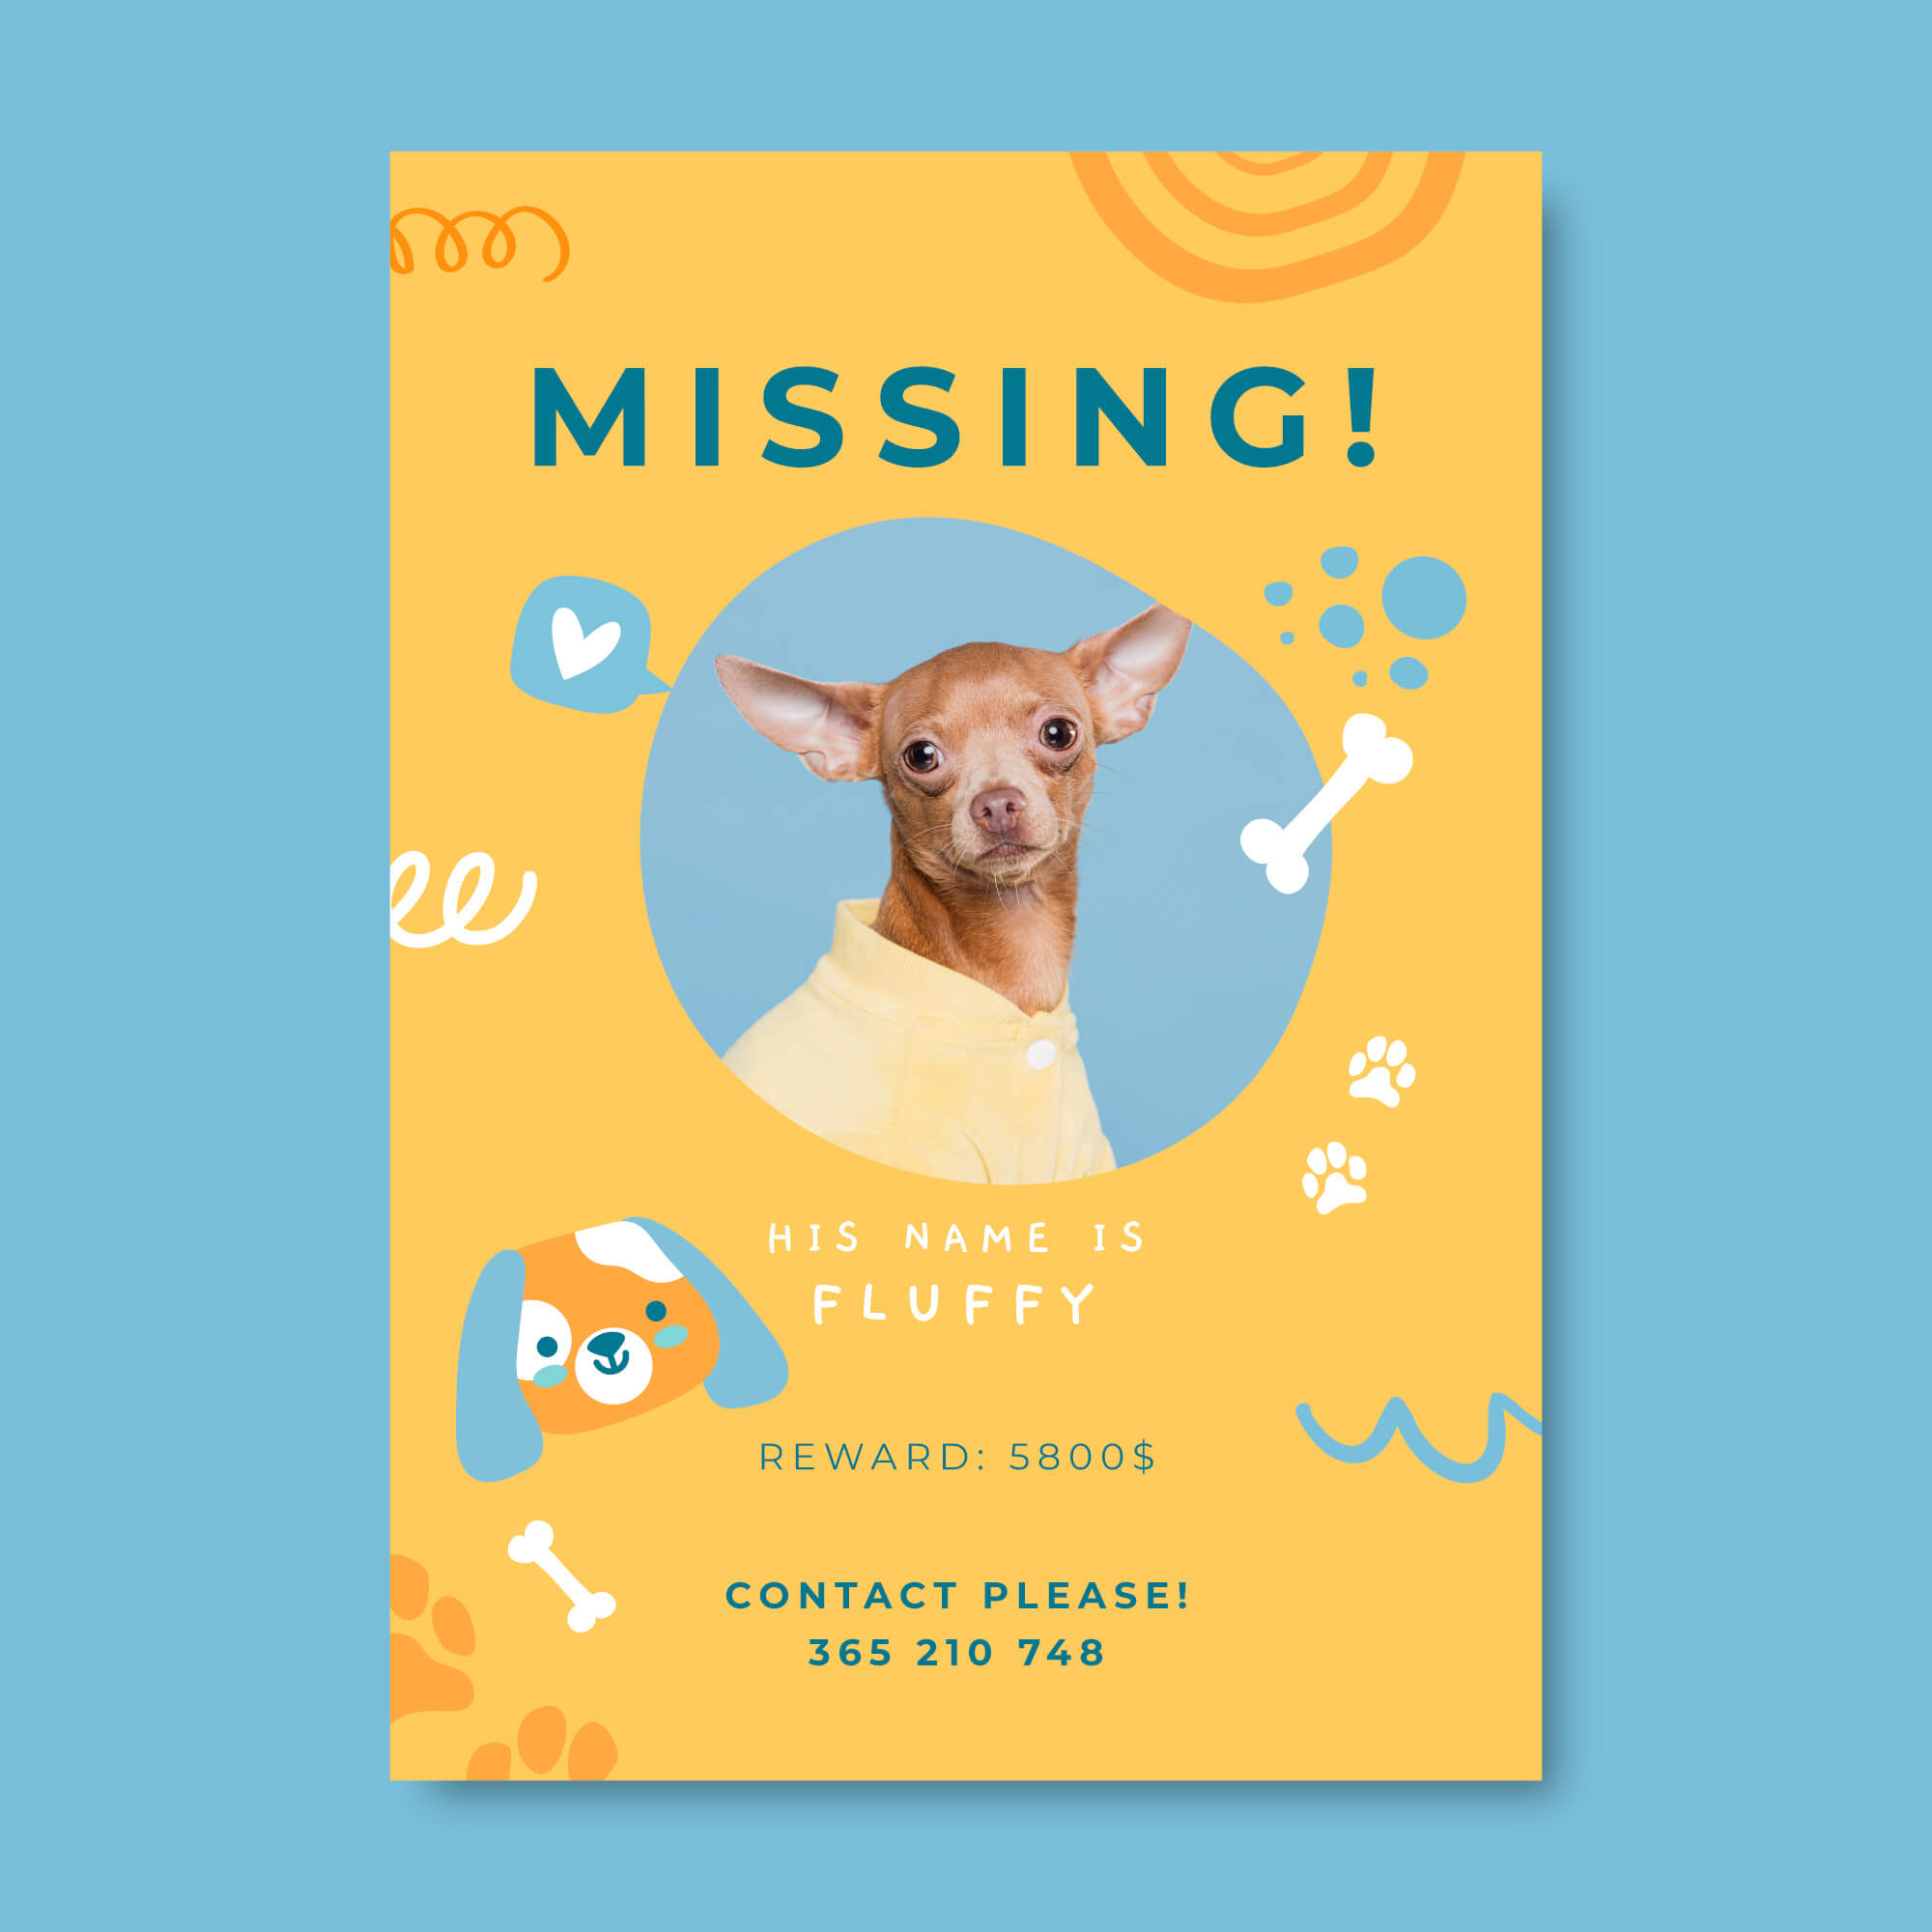 MISSING!
HIS NAME IS
FLUFFY
REWARD: 5800$
CONTACT PLEASE!
365 210 748